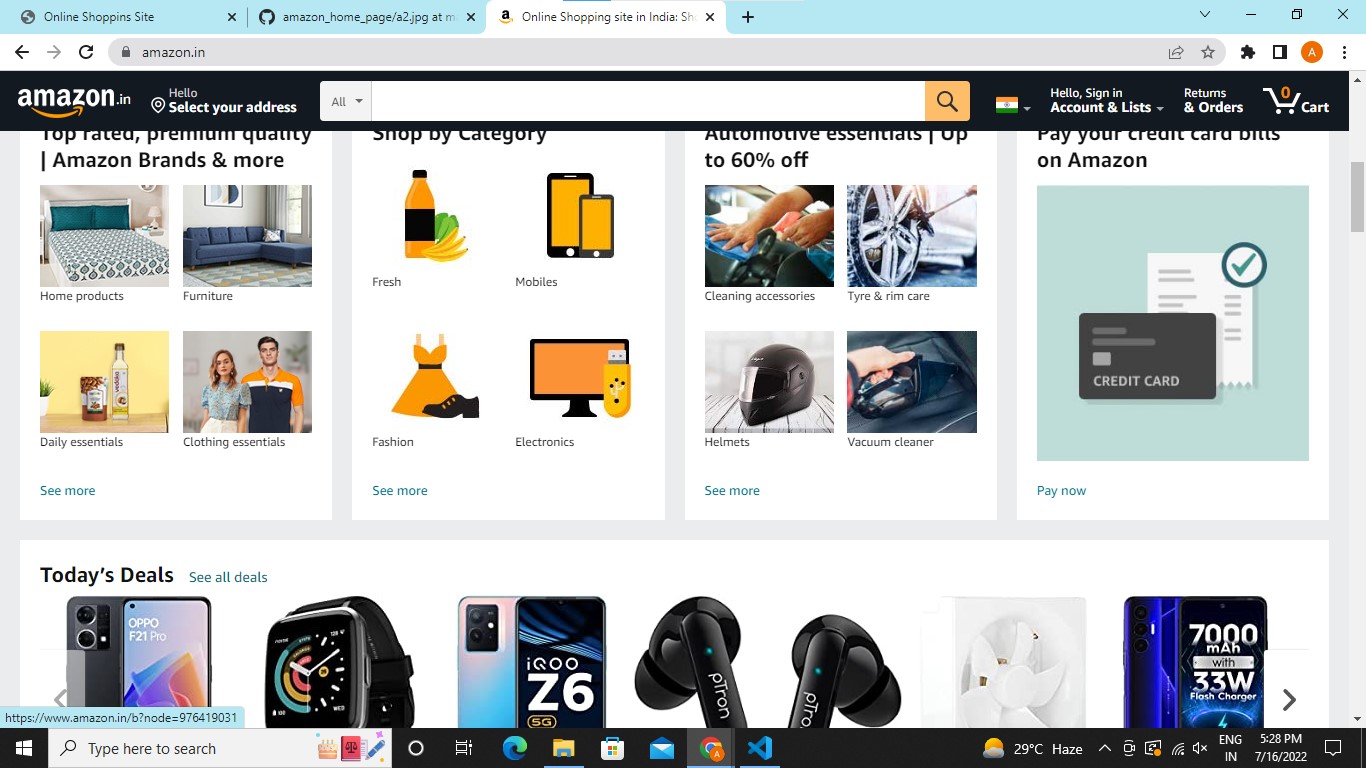 Online Shoppins Site
amazon_home_page/a2.jpg at m
Online Shopping site in India: Sh
amazon.in
A
amazon.in
Hello
Select your address
All
Hello, Sign in
Account & Lists
Returns
& Orders
0
Cart
Top rated, premium quality
| Amazon Brands & more
Home products
Furniture
Daily essentials
Clothing essentials
See more
Shop by Category
Fresh
Mobiles
Fashion
Electronics
See more
Automotive essentials | Up
to 60% off
Cleaning accessories
Tyre & rim care
Helmets
Vacuum cleaner
See more
Pay your credit card bills
on Amazon
CREDIT CARD
Pay now
Today's Deals
See all deals
OPPO
F21 Pro
iQOO
Z6
5G
pTron
pTro
7000
mAh
with
33W
Flash Charger
https://www.amazon.in/b?node=976419031
Type here to search
29°C Haze
ENG
IN
5:28 PM
7/16/2022